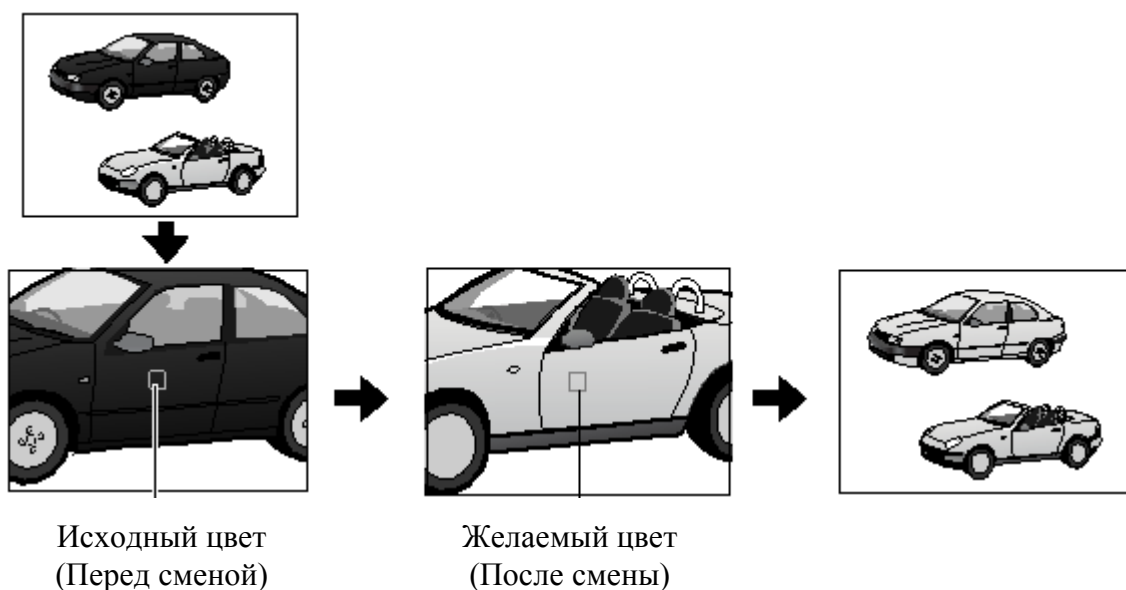 Исходный цвет
(Перед сменой)
Желаемый цвет
(После смены)